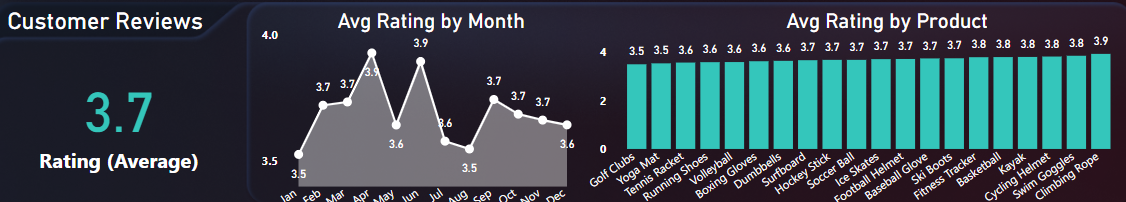 Customer Reviews
3.7
Rating (Average)
Avg Rating by Month
4.0
3.5
3.5
3.7
3.7
3.9
3.6
3.9
3.6
3.5
3.7
3.7
3.7
3.6
Jan
Feb
Mar
Apr
May
Jun
Jul
Aug
Sep
Oct
Nov
Dec
Avg Rating by Product
4
2
0
3.5 3.5 3.6 3.6 3.6 3.6 3.6 3.7 3.7 3.7 3.7 3.7 3.7 3.7 3.8 3.8 3.8 3.8 3.9
Golf Clubs
Yoga Mat
Tennis Racket
Running Shoes
Volleyball
Boxing Gloves
Dumbbells
Surfboard
Hockey Stick
Soccer Ball
Ice Skates
Football Helmet
Baseball Glove
Ski Boots
Fitness Tracker
Basketball
Kayak
Cycling Helmet
Swim Goggles
Climbing Rope